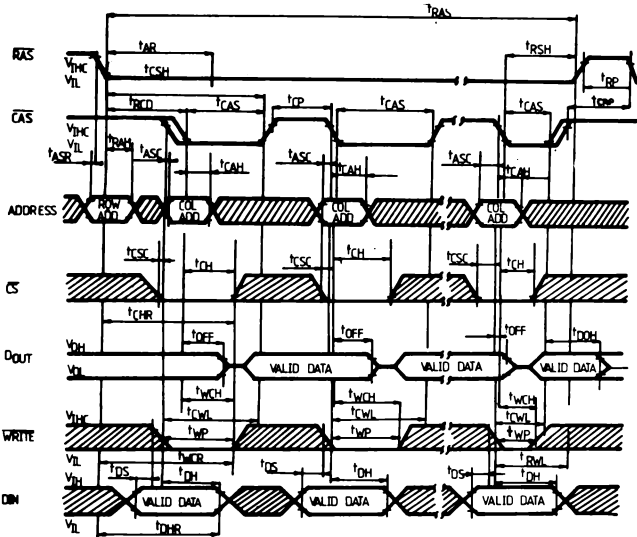 tRAS
tAR
tRSH
RAS
VIHC
VIL
tCSH
tRP
tRCD
tCAS
tCP
tCAS
tCAS
tCRP
CAS
VIHC
VIL
tRAH
tASC
tASC
tASC
tASR
tCAH
tCAH
tCAH
ADDRESS
ROW ADD
COL ADD
COL ADD
COL ADD
tCSC
tCH
tCSC
tCH
tCSC
tCH
CS
tCHR
tOFF
tOFF
tOFF
tDOH
DOUT
VOH
VOL
VALID DATA
VALID DATA
VALID DATA
tWCH
tWCH
tWCH
tCWL
tCWL
tCWL
WRITE
VIHC
VIL
tWP
tWP
tWP
tWCR
tRWL
tDS
tDH
tDS
tDH
tDS
tDH
DIN
VIH
VIL
VALID DATA
VALID DATA
VALID DATA
tDHR